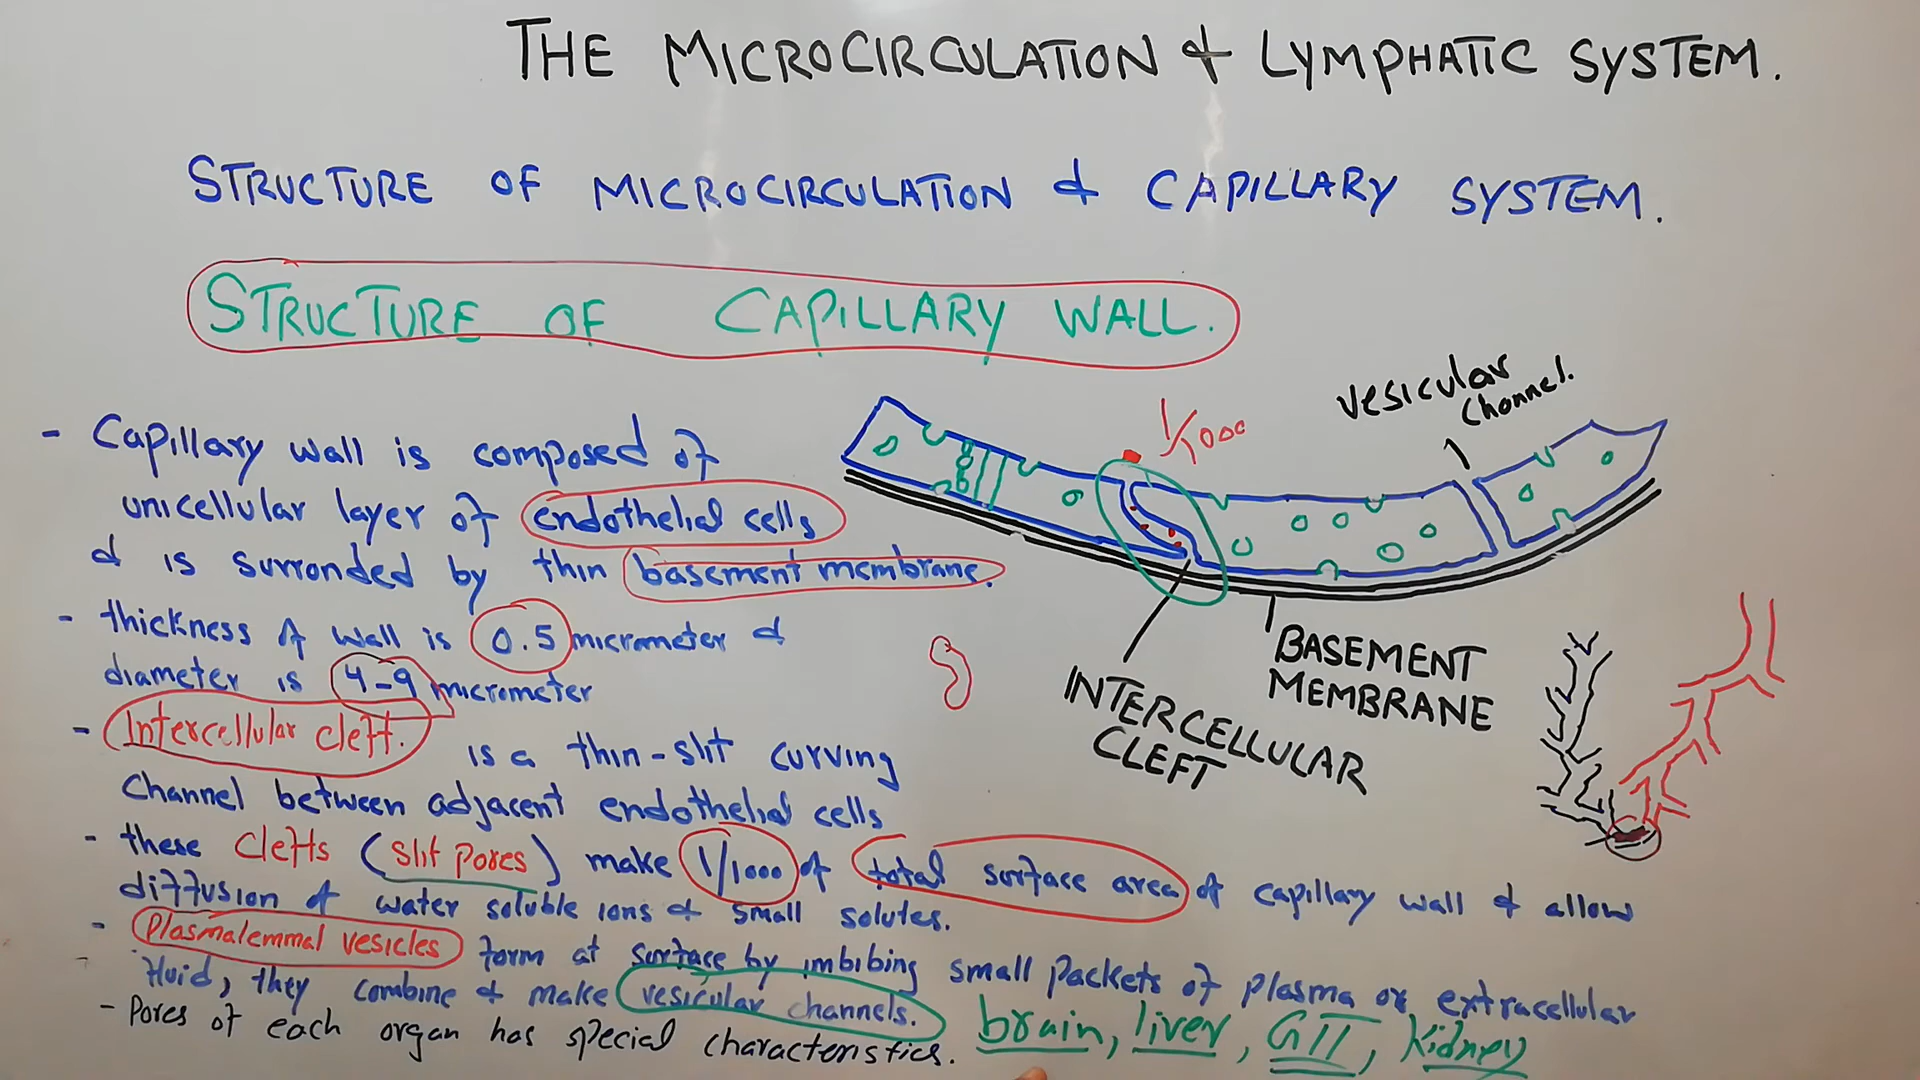 THE MICROCIRCULATION & LYMPHATIC SYSTEM.
STRUCTURE OF MICROCIRCULATION & CAPILLARY SYSTEM.
STRUCTURE OF CAPILLARY WALL.
- Capillary wall is composed of
unicellular layer of endothelial cells
& is surronded by thin basement membrane.
- thickness of wall is 0.5 micrometer &
diameter is 4-9 micrometer
- Intercellular cleft. is a thin-slit curving
channel between adjacent endothelial cells
- these clefts (slit pores) make 1/1000 of total surface area of capillary wall & allow
diffusion of water soluble ions & small solutes.
- Plasmalemmal vesicles form at surface by imbibing small packets of plasma or extracellular
fluid, they combine & make vesicular channels.
- Pores of each organ has special characteristics. brain, liver, GIT, Kidney
1/1000
vesicular
channel.
INTERCELLULAR
CLEFT
BASEMENT
MEMBRANE